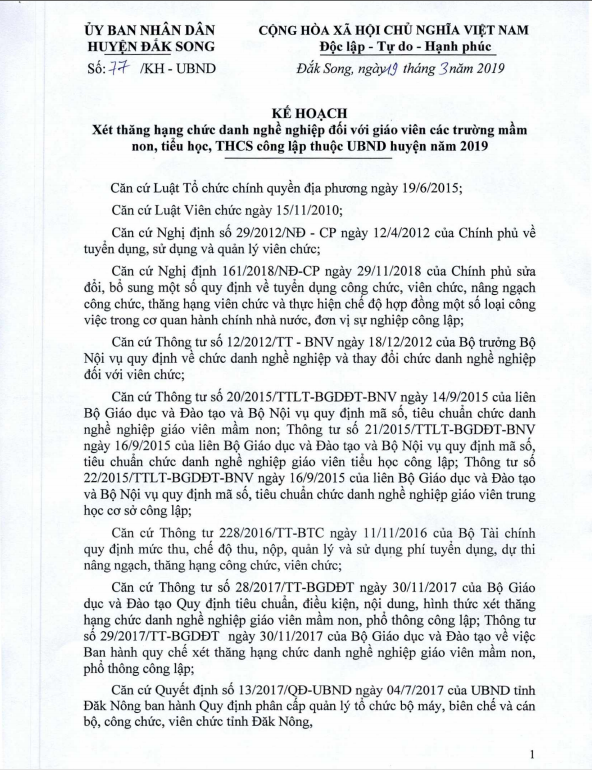 ỦY BAN NHÂN DÂN
HUYỆN ĐẮK SONG
Số: 77 /KH - UBND
CỘNG HÒA XÃ HỘI CHỦ NGHĨA VIỆT NAM
Độc lập - Tự do - Hạnh phúc
Đắk Song, ngày 19 tháng 3 năm 2019
KẾ HOẠCH
Xét thăng hạng chức danh nghề nghiệp đối với giáo viên các trường mầm
non, tiểu học, THCS công lập thuộc UBND huyện năm 2019
Căn cứ Luật Tổ chức chính quyền địa phương ngày 19/6/2015;
Căn cứ Luật Viên chức ngày 15/11/2010;
Căn cứ Nghị định số 29/2012/NĐ - CP ngày 12/4/2012 của Chính phủ về
tuyển dụng, sử dụng và quản lý viên chức;
Căn cứ Nghị định 161/2018/NĐ-CP ngày 29/11/2018 của Chính phủ sửa
đổi, bổ sung một số quy định về tuyển dụng công chức, viên chức, nâng ngạch
công chức, thăng hạng viên chức và thực hiện chế độ hợp đồng một số loại công
việc trong cơ quan hành chính nhà nước, đơn vị sự nghiệp công lập;
Căn cứ Thông tư số 12/2012/TT - BNV ngày 18/12/2012 của Bộ trưởng Bộ
Nội vụ quy định về chức danh nghề nghiệp và thay đổi chức danh nghề nghiệp
đối với viên chức;
Căn cứ Thông tư số 20/2015/TTLT-BGDĐT-BNV ngày 14/9/2015 của liên
Bộ Giáo dục và Đào tạo và Bộ Nội vụ quy định mã số, tiêu chuẩn chức danh
nghề nghiệp giáo viên mầm non; Thông tư số 21/2015/TTLT-BGDĐT-BNV
ngày 16/9/2015 của liên Bộ Giáo dục và Đào tạo và Bộ Nội vụ quy định mã số,
tiêu chuẩn chức danh nghề nghiệp giáo viên tiểu học công lập; Thông tư số
22/2015/TTLT-BGDĐT-BNV ngày 16/9/2015 của liên Bộ Giáo dục và Đào tạo
và Bộ Nội vụ quy định mã số, tiêu chuẩn chức danh nghề nghiệp giáo viên trung
học cơ sở công lập;
Căn cứ Thông tư 228/2016/TT-BTC ngày 11/11/2016 của Bộ Tài chính
quy định mức thu, chế độ thu, nộp, quản lý và sử dụng phí tuyển dụng, dự thi
nâng ngạch, thăng hạng công chức, viên chức;
Căn cứ Thông tư số 28/2017/TT-BGDĐT ngày 30/11/2017 của Bộ Giáo
dục và Đào tạo Quy định tiêu chuẩn, điều kiện, nội dung, hình thức xét thăng
hạng chức danh nghề nghiệp giáo viên mầm non, phổ thông công lập; Thông tư
số 29/2017/TT-BGDĐT ngày 30/11/2017 của Bộ Giáo dục và Đào tạo về việc
Ban hành quy chế xét thăng hạng chức danh nghề nghiệp giáo viên mầm non,
phổ thông công lập;
Căn cứ Quyết định số 13/2017/QĐ-UBND ngày 04/7/2017 của UBND tỉnh
Đăk Nông ban hành Quy định phân cấp quản lý tổ chức bộ máy, biên chế và cán
bộ, công chức, viên chức tỉnh Đăk Nông,
1